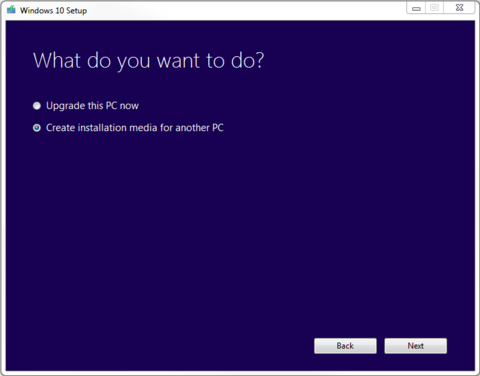 Windows 10 Setup
What do you want to do?
Upgrade this PC now
Create installation media for another PC
Back Next